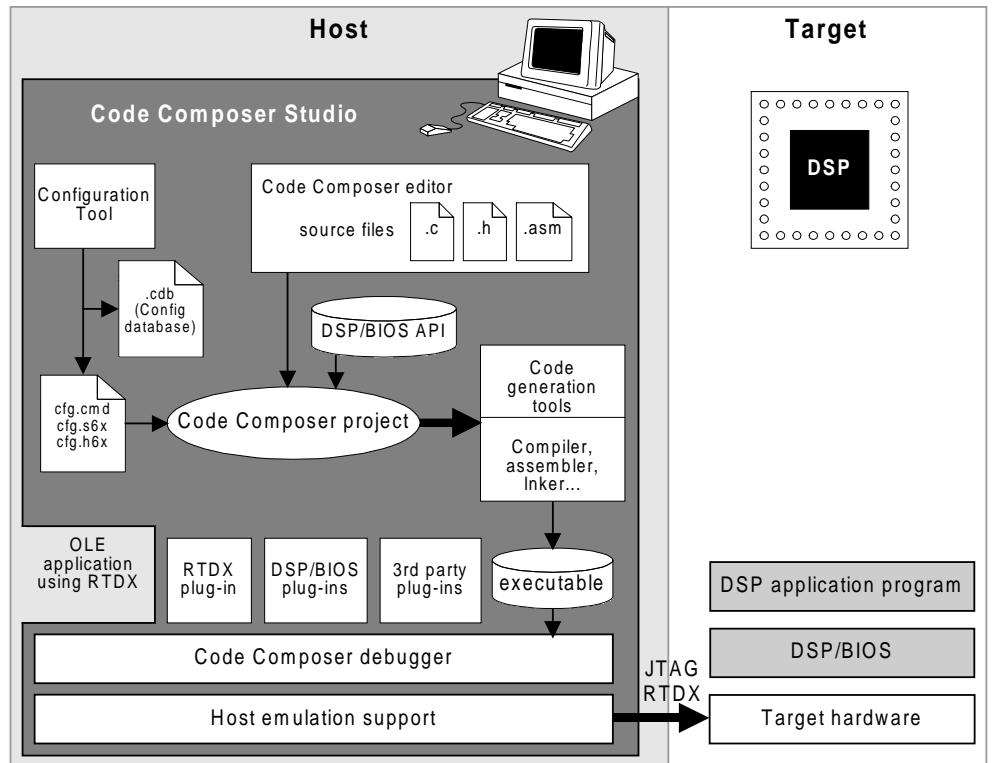 Host
Target
Code Composer Studio
Configuration
Tool
Code Composer editor
source files
.c
.h
.asm
DSP
.cdb
(Config
database)
DSP/BIOS API
cfg.cmd
cfg.s6x
cfg.h6x
Code Composer project
Code
generation
tools
Compiler,
assembler,
lnker...
OLE
application
using RTDX
RTDX
plug-in
DSP/BIOS
plug-ins
3rd party
plug-ins
executable
DSP application program
Code Composer debugger
DSP/BIOS
JTAG
RTDX
Host emulation support
Target hardware